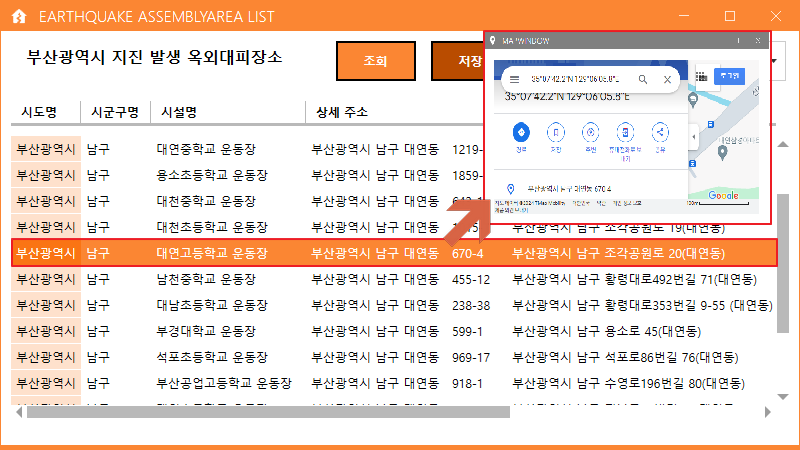 EARTHQUAKE ASSEMBLYAREA LIST
부산광역시 지진 발생 옥외대피장소
조회
저장
MAPWINDOW
35°07'42.2"N 129°06'05.8"E
35°07'42.2"N 129°06'05.8"E
로그인
경로
저장
주변
휴대전화로 보내기
공유
부산광역시 남구 대연동 670-4
Google
시도명 시군구명 시설명 상세 주소
부산광역시 남구 대연중학교 운동장 부산광역시 남구 대연동 1219-
부산광역시 남구 용소초등학교 운동장 부산광역시 남구 대연동 1859-
부산광역시 남구 대천중학교 운동장 부산광역시 남구 대연동
부산광역시 남구 대천초등학교 운동장 부산광역시 남구 대연동 부산광역시 남구 조각공원로 19(대연동)
부산광역시 남구 대연고등학교 운동장 부산광역시 남구 대연동 670-4 부산광역시 남구 조각공원로 20(대연동)
부산광역시 남구 남천중학교 운동장 부산광역시 남구 대연동 455-12 부산광역시 남구 황령대로492번길 71(대연동)
부산광역시 남구 대남초등학교 운동장 부산광역시 남구 대연동 238-38 부산광역시 남구 황령대로353번길 9-55 (대연동)
부산광역시 남구 부경대학교 운동장 부산광역시 남구 대연동 599-1 부산광역시 남구 용소로 45(대연동)
부산광역시 남구 석포초등학교 운동장 부산광역시 남구 대연동 969-17 부산광역시 남구 석포로86번길 76(대연동)
부산광역시 남구 부산공업고등학교 운동장 부산광역시 남구 대연동 918-1 부산광역시 남구 수영로196번길 80(대연동)